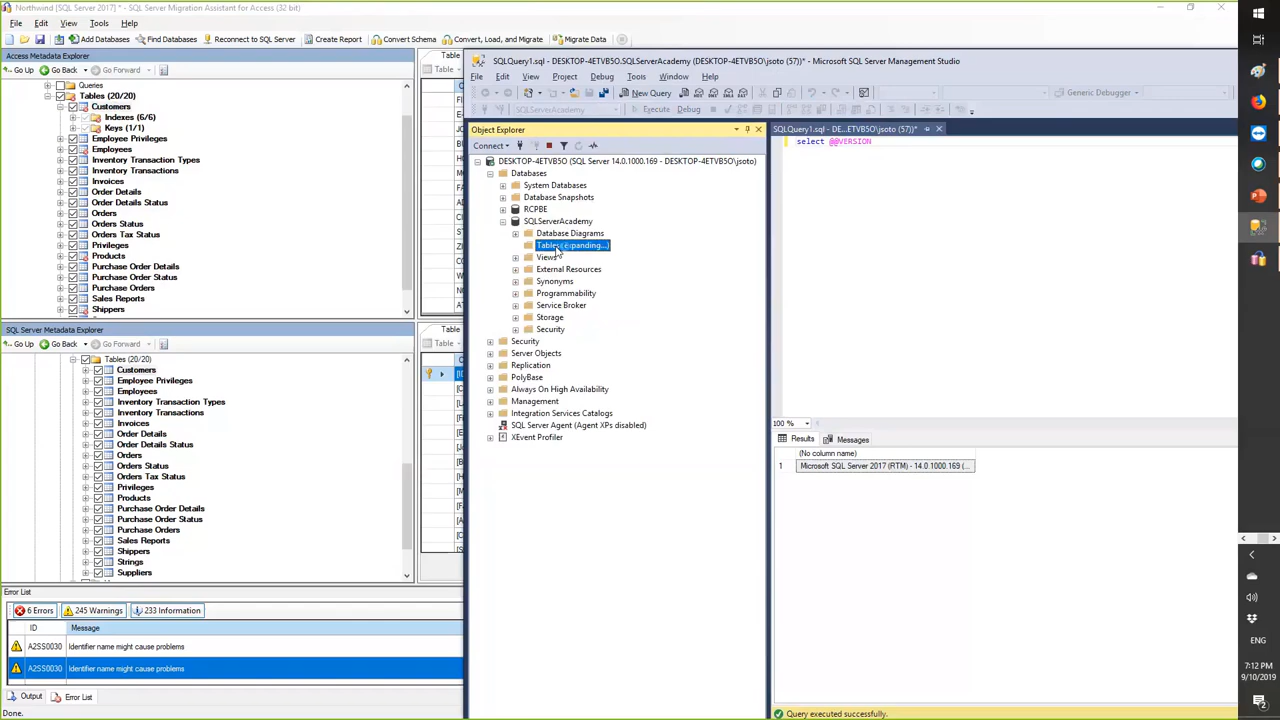 Northwind [SQL Server 2017] * - SQL Server Migration Assistant for Access (32 bit)
File Edit View Tools Help
Add Databases Find Databases Reconnect to SQL Server Create Report Convert Schema Convert, Load, and Migrate Migrate Data
Access Metadata Explorer
Go Up Go Back Go Forward
Queries
Tables (20/20)
Customers
Indexes (6/6)
Keys (1/1)
Employee Privileges
Employees
Inventory Transaction Types
Inventory Transactions
Invoices
Order Details
Order Details Status
Orders
Orders Status
Orders Tax Status
Privileges
Products
Purchase Order Details
Purchase Order Status
Purchase Orders
Sales Reports
Shippers
SQL Server Metadata Explorer
Go Up Go Back Go Forward
Tables (20/20)
Customers
Employee Privileges
Employees
Inventory Transaction Types
Inventory Transactions
Invoices
Order Details
Order Details Status
Orders
Orders Status
Orders Tax Status
Privileges
Products
Purchase Order Details
Purchase Order Status
Purchase Orders
Sales Reports
Shippers
Strings
Suppliers
Table
Table
Table
Table
Error List
6 Errors 245 Warnings 233 Information
ID Message
A2SS0030 Identifier name might cause problems
A2SS0030 Identifier name might cause problems
Output Error List
Done.
SQLQuery1.sql - DESKTOP-4ETVB5O.SQLServerAcademy (DESKTOP-4ETVB5O\jsoto (57))* - Microsoft SQL Server Management Studio
File Edit View Project Debug Tools Window Help
New Query Generic Debugger
SQLServerAcademy Execute Debug
Object Explorer
Connect
DESKTOP-4ETVB5O (SQL Server 14.0.1000.169 - DESKTOP-4ETVB5O\jsoto)
Databases
System Databases
Database Snapshots
RCPBE
SQLServerAcademy
Database Diagrams
Tables (expanding...)
Views
External Resources
Synonyms
Programmability
Service Broker
Storage
Security
Security
Server Objects
Replication
PolyBase
Always On High Availability
Management
Integration Services Catalogs
SQL Server Agent (Agent XPs disabled)
XEvent Profiler
SQLQuery1.sql - DE...ETVB5O\jsoto (57))*
select @@VERSION
100 %
Results Messages
(No column name)
1 Microsoft SQL Server 2017 (RTM) - 14.0.1000.169 (...
Query executed successfully.
ENG
7:12 PM
9/10/2019